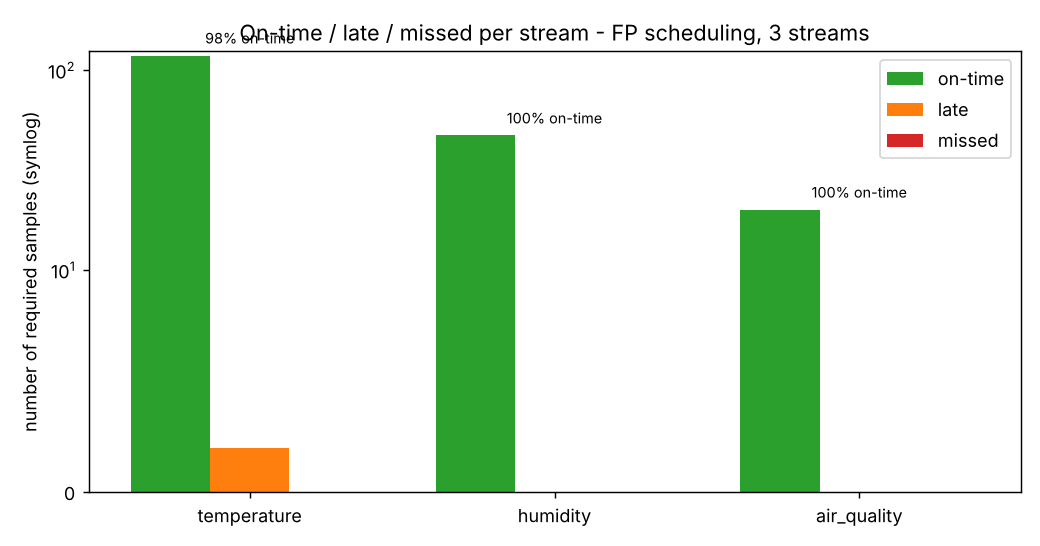 On-time / late / missed per stream - FP scheduling, 3 streams
98% on-time
100% on-time
100% on-time
on-time
late
missed
number of required samples (symlog)
10²
10¹
0
temperature
humidity
air_quality